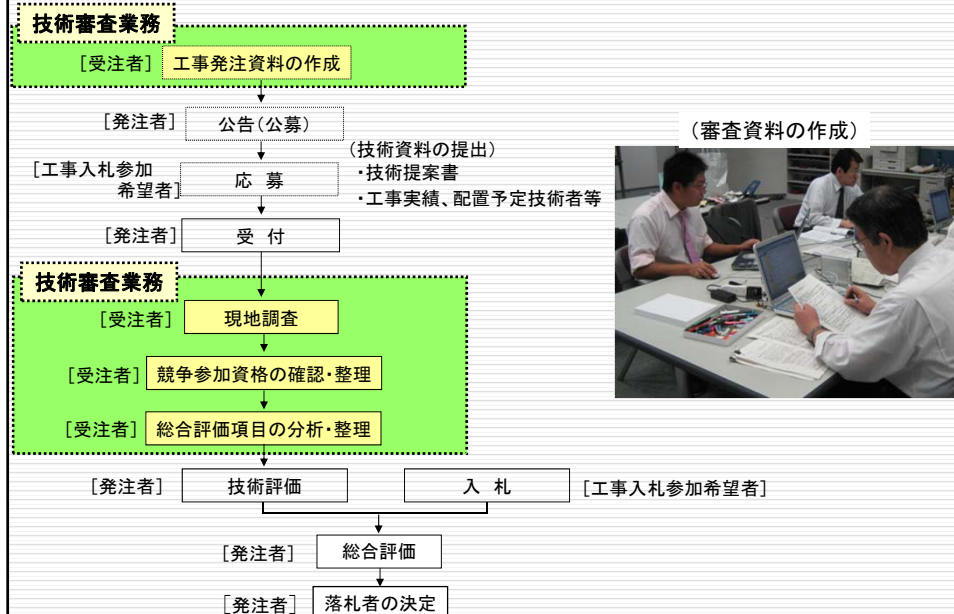 技術審査業務
[受注者] 工事発注資料の作成
[発注者] 公告(公募)
(審査資料の作成)
(技術資料の提出)
・技術提案書
・工事実績、配置予定技術者等
[工事入札参加
希望者]
応 募
[発注者] 受 付
技術審査業務
[受注者] 現地調査
[受注者] 競争参加資格の確認・整理
[受注者] 総合評価項目の分析・整理
[発注者] 技術評価
入 札 [工事入札参加希望者]
[発注者] 総合評価
[発注者] 落札者の決定